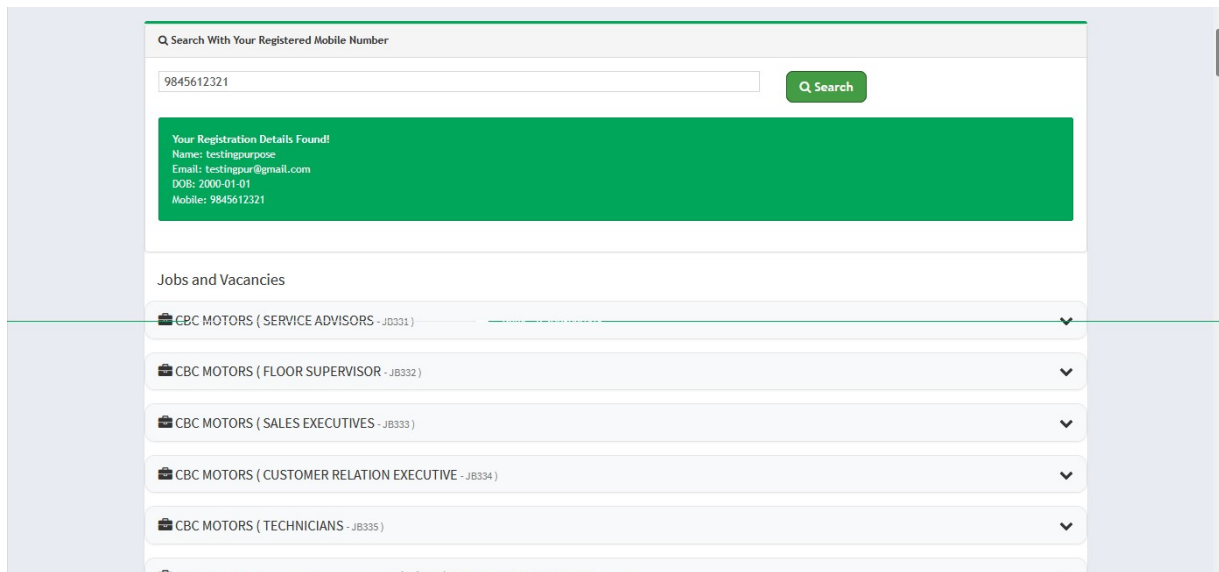 Search With Your Registered Mobile Number
9845612321
Search
Your Registration Details Found!
Name: testingpurpose
Email: testingpur@gmail.com
DOB: 2000-01-01
Mobile: 9845612321
Jobs and Vacancies
CBC MOTORS ( SERVICE ADVISORS - JB331 )
CBC MOTORS ( FLOOR SUPERVISOR - JB332 )
CBC MOTORS ( SALES EXECUTIVES - JB333 )
CBC MOTORS ( CUSTOMER RELATION EXECUTIVE - JB334 )
CBC MOTORS ( TECHNICIANS - JB335 )